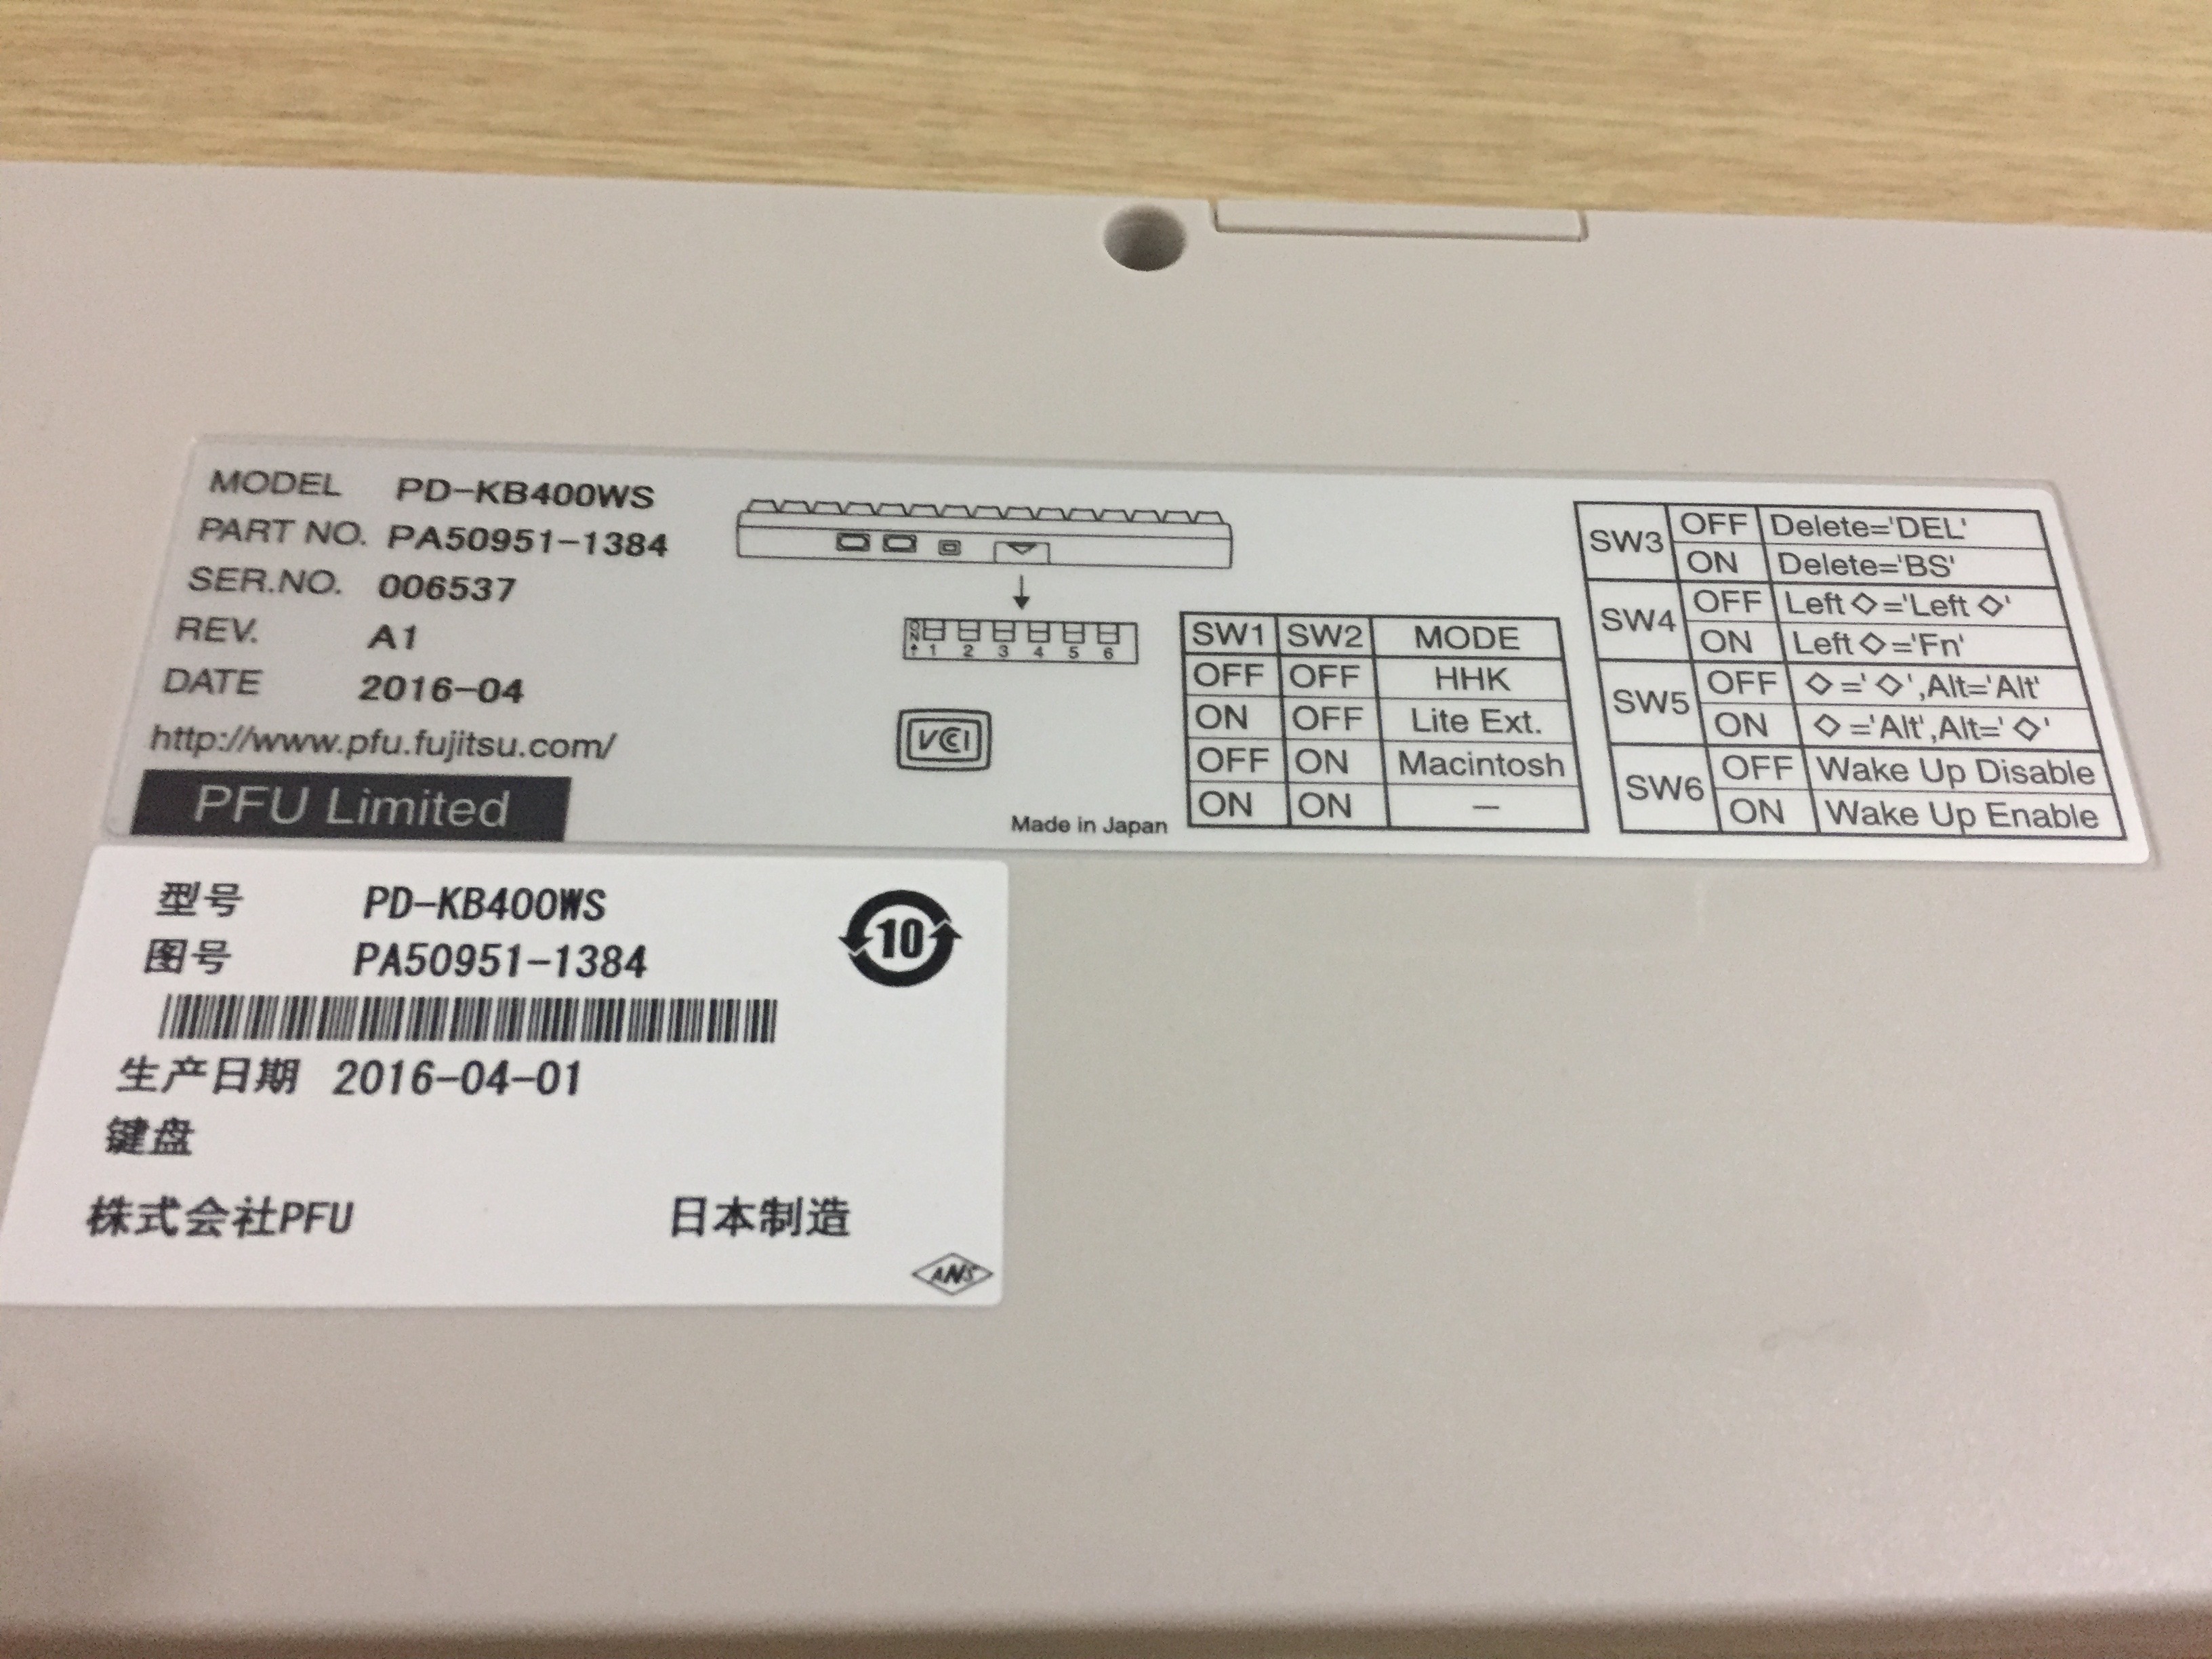 MODEL PD-KB400WS
PART NO. PA50951-1384
SER.NO. 006537
REV. A1
DATE 2016-04
http://www.pfu.fujitsu.com/
PFU Limited
ON
↑ 1 2 3 4 5 6
VCI
Made in Japan
SW1 SW2 MODE
OFF OFF HHK
ON OFF Lite Ext.
OFF ON Macintosh
ON ON —
SW3 OFF Delete='DEL'
ON Delete='BS'
SW4 OFF Left ◇='Left ◇'
ON Left ◇='Fn'
SW5 OFF ◇='◇',Alt='Alt'
ON ◇='Alt',Alt='◇'
SW6 OFF Wake Up Disable
ON Wake Up Enable
型号 PD-KB400WS
图号 PA50951-1384
10
生产日期 2016-04-01
键盘
株式会社PFU 日本制造
ANS